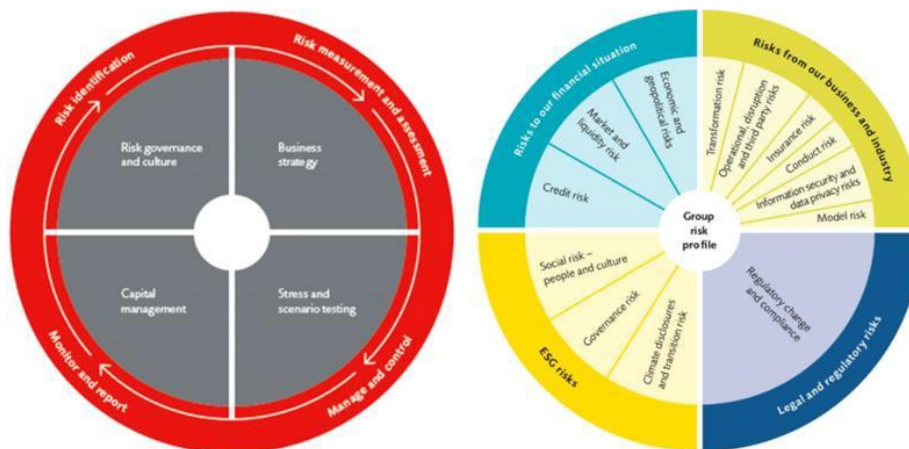 Risk identification
Risk measurement and assessment
Manage and control
Monitor and report
Risk governance
and culture
Business
strategy
Capital
management
Stress and
scenario testing
Risks to our financial situation
Credit risk
Market and
liquidity risk
Economic and
geopolitical risks
Risks from our business and industry
Transformation risk
Operational, disruption
and third party risks
Insurance risk
Conduct risk
Information security and
data privacy risks
Model risk
Group
risk
profile
Social risk –
people and culture
Governance risk
Climate disclosures
and transition risk
ESG risks
Regulatory change
and compliance
Legal and regulatory risks